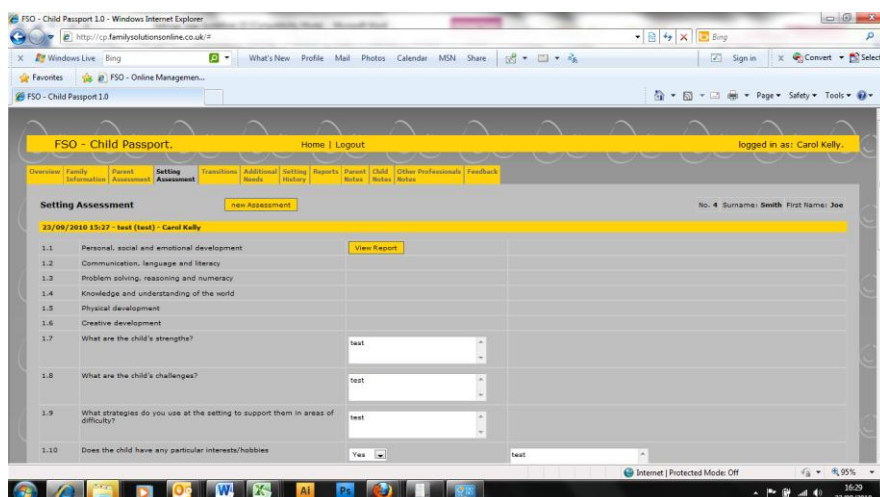 FSO - Child Passport 1.0 - Windows Internet Explorer
http://cp.familysolutionsonline.co.uk/#
Bing
Windows Live Bing What's New Profile Mail Photos Calendar MSN Share Sign in Convert Select
Favorites FSO - Online Managemen...
FSO - Child Passport 1.0 Page Safety Tools
FSO - Child Passport. Home | Logout logged in as: Carol Kelly.
Overview Family Information Parent Assessment Setting Assessment Transitions Additional Needs Setting History Reports Parent Notes Child Notes Other Professionals Notes Feedback
Setting Assessment new Assessment No. 4 Surname: Smith First Name: Joe
23/09/2010 15:27 - test (test) - Carol Kelly
1.1 Personal, social and emotional development View Report
1.2 Communication, language and literacy
1.3 Problem solving, reasoning and numeracy
1.4 Knowledge and understanding of the world
1.5 Physical development
1.6 Creative development
1.7 What are the child's strengths? test
1.8 What are the child's challenges? test
1.9 What strategies do you use at the setting to support them in areas of difficulty? test
1.10 Does the child have any particular interests/hobbies Yes test
Internet | Protected Mode: Off 95%
W X Ai Ps 16:29